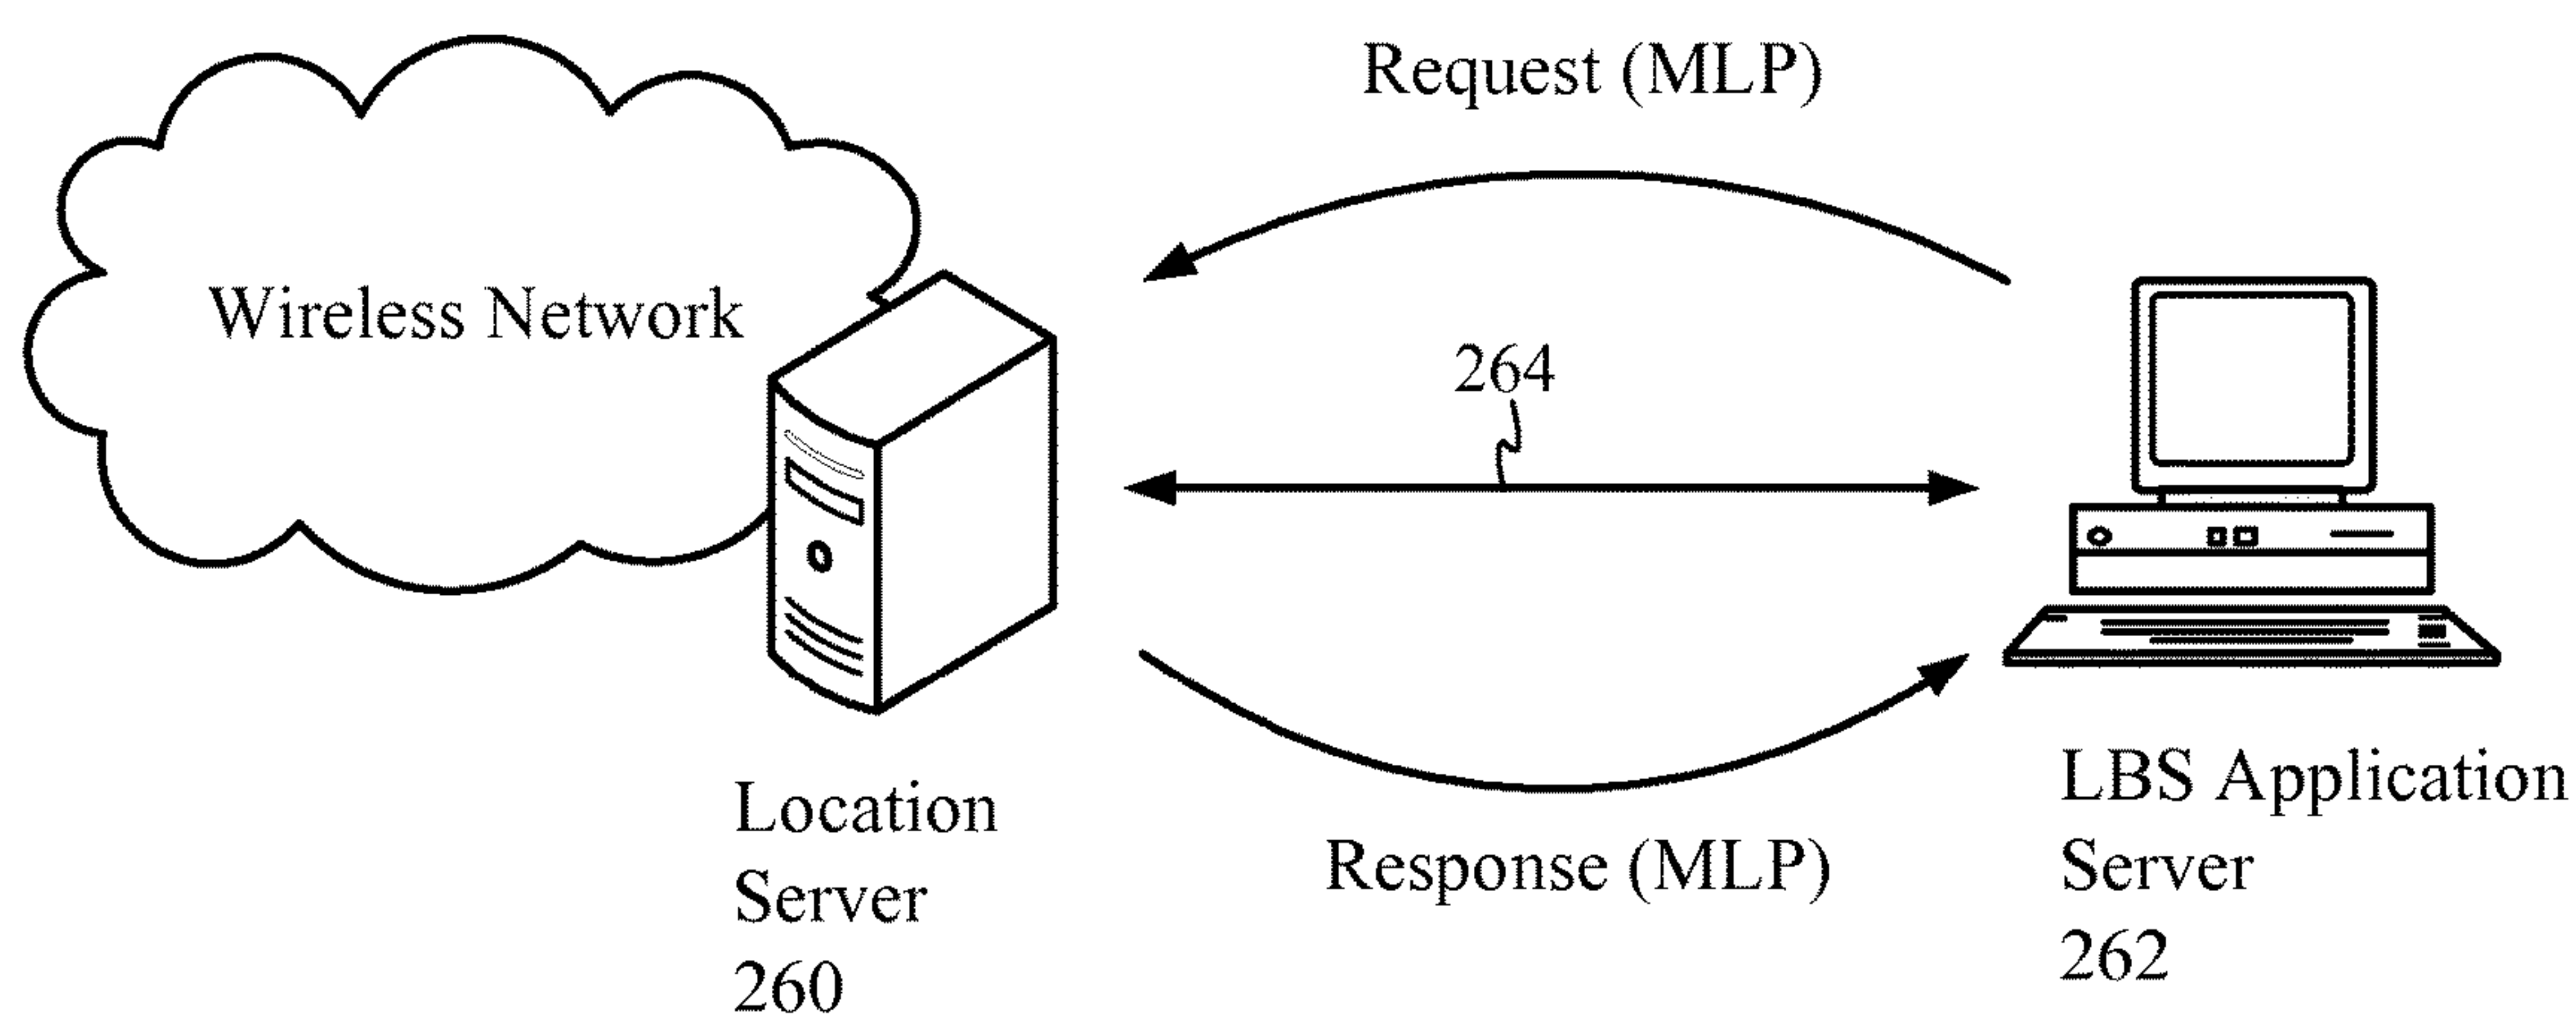 Request (MLP)
Wireless Network
264
Location
Server
260
Response (MLP)
LBS Application
Server
262